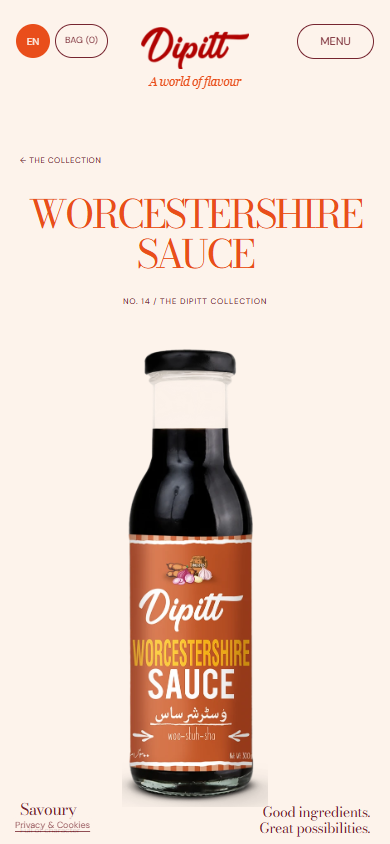 EN
BAG (0)
Dipitt
A world of flavour
MENU
← THE COLLECTION
WORCESTERSHIRE
SAUCE
NO. 14 / THE DIPITT COLLECTION
Dipitt
WORCESTERSHIRE
SAUCE
وسٹرشرساس
woo-stuh-sha
Savoury
Privacy & Cookies
Good ingredients.
Great possibilities.